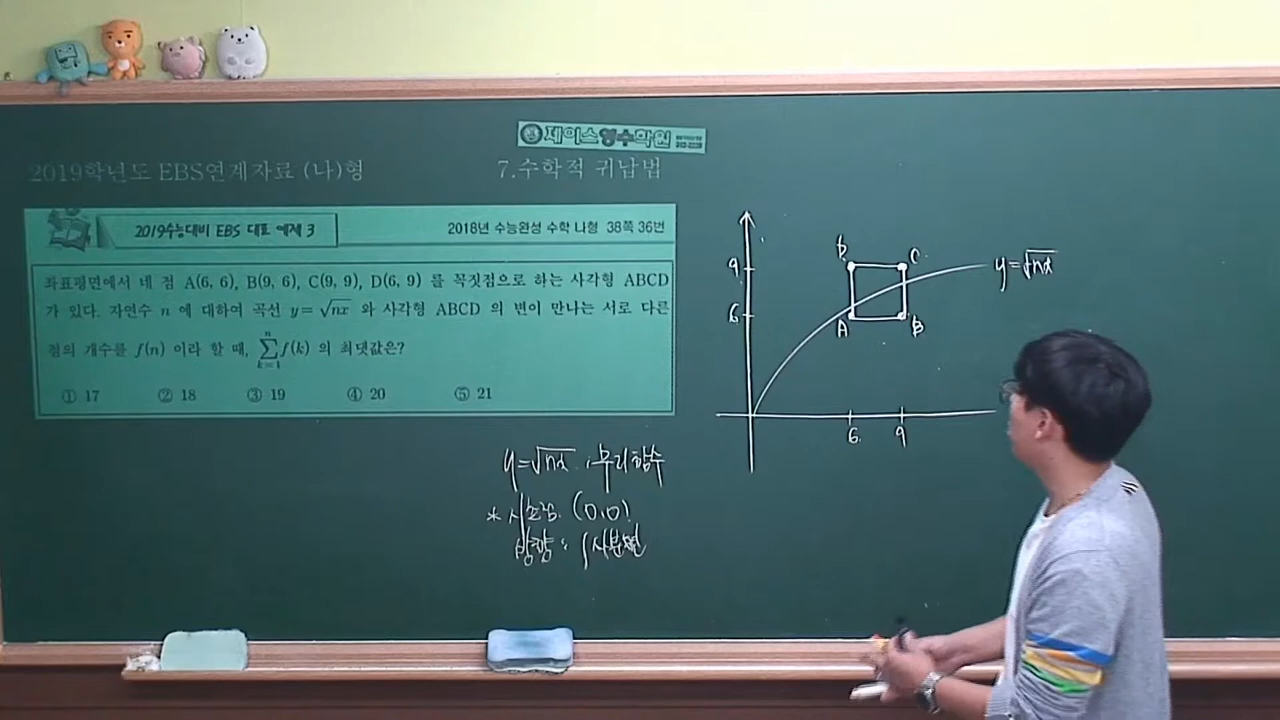 제이스영수학원
2019학년도 EBS연계자료 (나)형
7.수학적 귀납법
2019수능대비 EBS 대표 예제 3
2018년 수능완성 수학 나형 38쪽 36번
좌표평면에서 네 점 A(6, 6), B(9, 6), C(9, 9), D(6, 9) 를 꼭짓점으로 하는 사각형 ABCD
가 있다. 자연수 n 에 대하여 곡선 y=√nx 와 사각형 ABCD 의 변이 만나는 서로 다른
점의 개수를 f(n) 이라 할 때, ∑_{k=1}^{n} f(k) 의 최댓값은?
① 17 ② 18 ③ 19 ④ 20 ⑤ 21
D C
9
y=√nx
6
A B
6 9
y=√nx : 무리함수
* 시초점. (0,0)
방향 : 1사분면